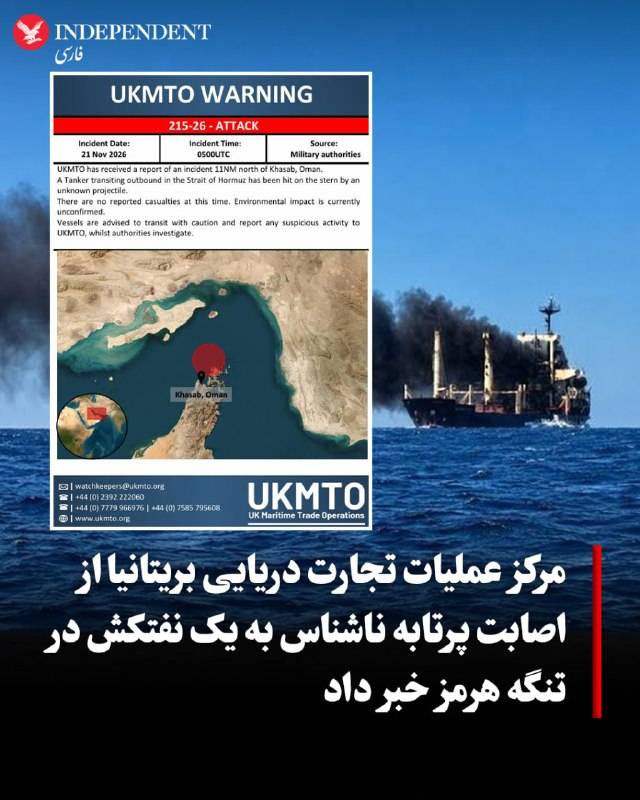 INDEPENDENT
فارسی
UKMTO WARNING
215-26 - ATTACK
Incident Date:
21 Nov 2026
Incident Time:
0500UTC
Source:
Military authorities
UKMTO has received a report of an incident 11NM north of Khasab, Oman.
A Tanker transiting outbound in the Strait of Hormuz has been hit on the stern by an
unknown projectile.
There are no reported casualties at this time. Environmental impact is currently
unconfirmed.
Vessels are advised to transit with caution and report any suspicious activity to
UKMTO, whilst authorities investigate.
Khasab, Oman
watchkeepers@ukmto.org
+44 (0) 2392 222060
+44 (0) 7779 966976 | +44 (0) 7585 795608
www.ukmto.org
UKMTO
UK Maritime Trade Operations
مرکز عملیات تجارت دریایی بریتانیا از
اصابت پرتابه ناشناس به یک نفتکش در
تنگه هرمز خبر داد